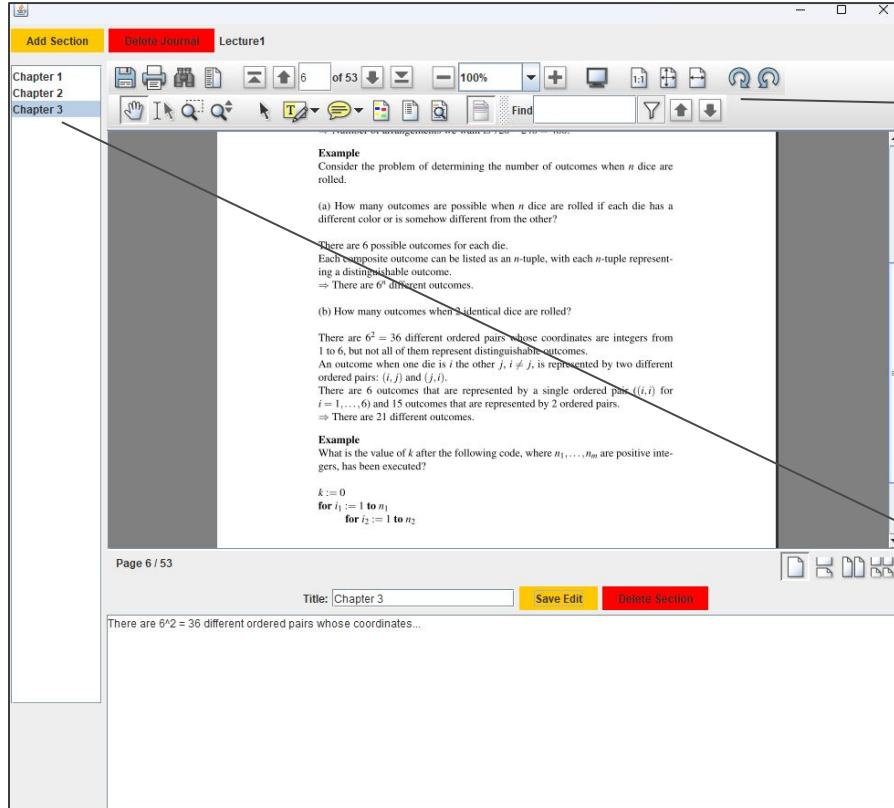 Add Section Delete Journal Lecture1
Chapter 1
Chapter 2
Chapter 3
6 of 53 100% 1:1
T Find
⇒ Number of arrangements we want is 720 − 240 = 480.
Example
Consider the problem of determining the number of outcomes when n dice are
rolled.
(a) How many outcomes are possible when n dice are rolled if each die has a
different color or is somehow different from the other?
There are 6 possible outcomes for each die.
Each composite outcome can be listed as an n-tuple, with each n-tuple represent-
ing a distinguishable outcome.
⇒ There are 6ⁿ different outcomes.
(b) How many outcomes when 2 identical dice are rolled?
There are 6² = 36 different ordered pairs whose coordinates are integers from
1 to 6, but not all of them represent distinguishable outcomes.
An outcome when one die is i the other j, i ≠ j, is represented by two different
ordered pairs: (i, j) and (j,i).
There are 6 outcomes that are represented by a single ordered pair ((i,i) for
i = 1,...,6) and 15 outcomes that are represented by 2 ordered pairs.
⇒ There are 21 different outcomes.
Example
What is the value of k after the following code, where n₁,...,nₘ are positive inte-
gers, has been executed?
k := 0
for i₁ := 1 to n₁
for i₂ := 1 to n₂
Page 6 / 53
Title: Chapter 3 Save Edit Delete Section
There are 6^2 = 36 different ordered pairs whose coordinates...